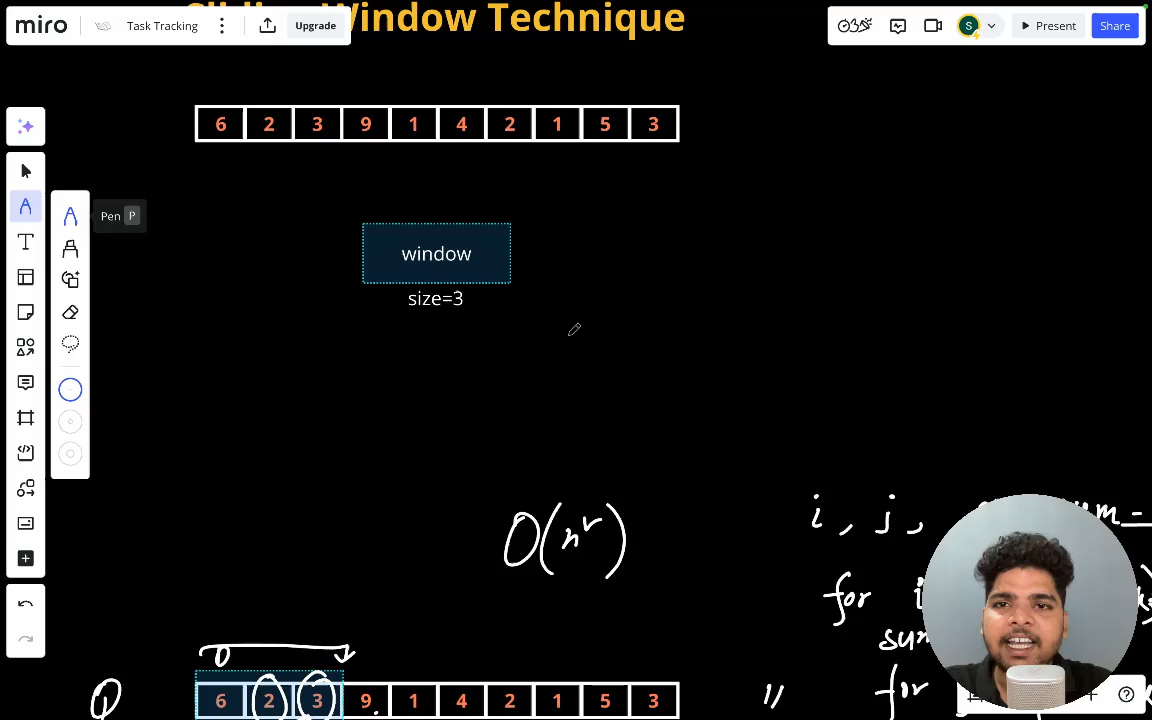 Sliding Window Technique
miro
Task Tracking
Upgrade
S
Present
Share
6 2 3 9 1 4 2 1 5 3
Pen P
window
size=3
O(n²)
i , j ,
for i
for
6 2 3 9 1 4 2 1 5 3